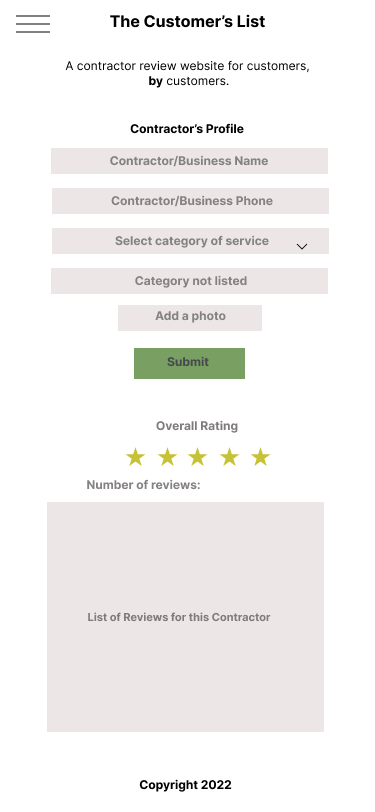 The Customer’s List
A contractor review website for customers,
by customers.
Contractor’s Profile
Contractor/Business Name
Contractor/Business Phone
Select category of service
Category not listed
Add a photo
Submit
Overall Rating
Number of reviews:
List of Reviews for this Contractor
Copyright 2022